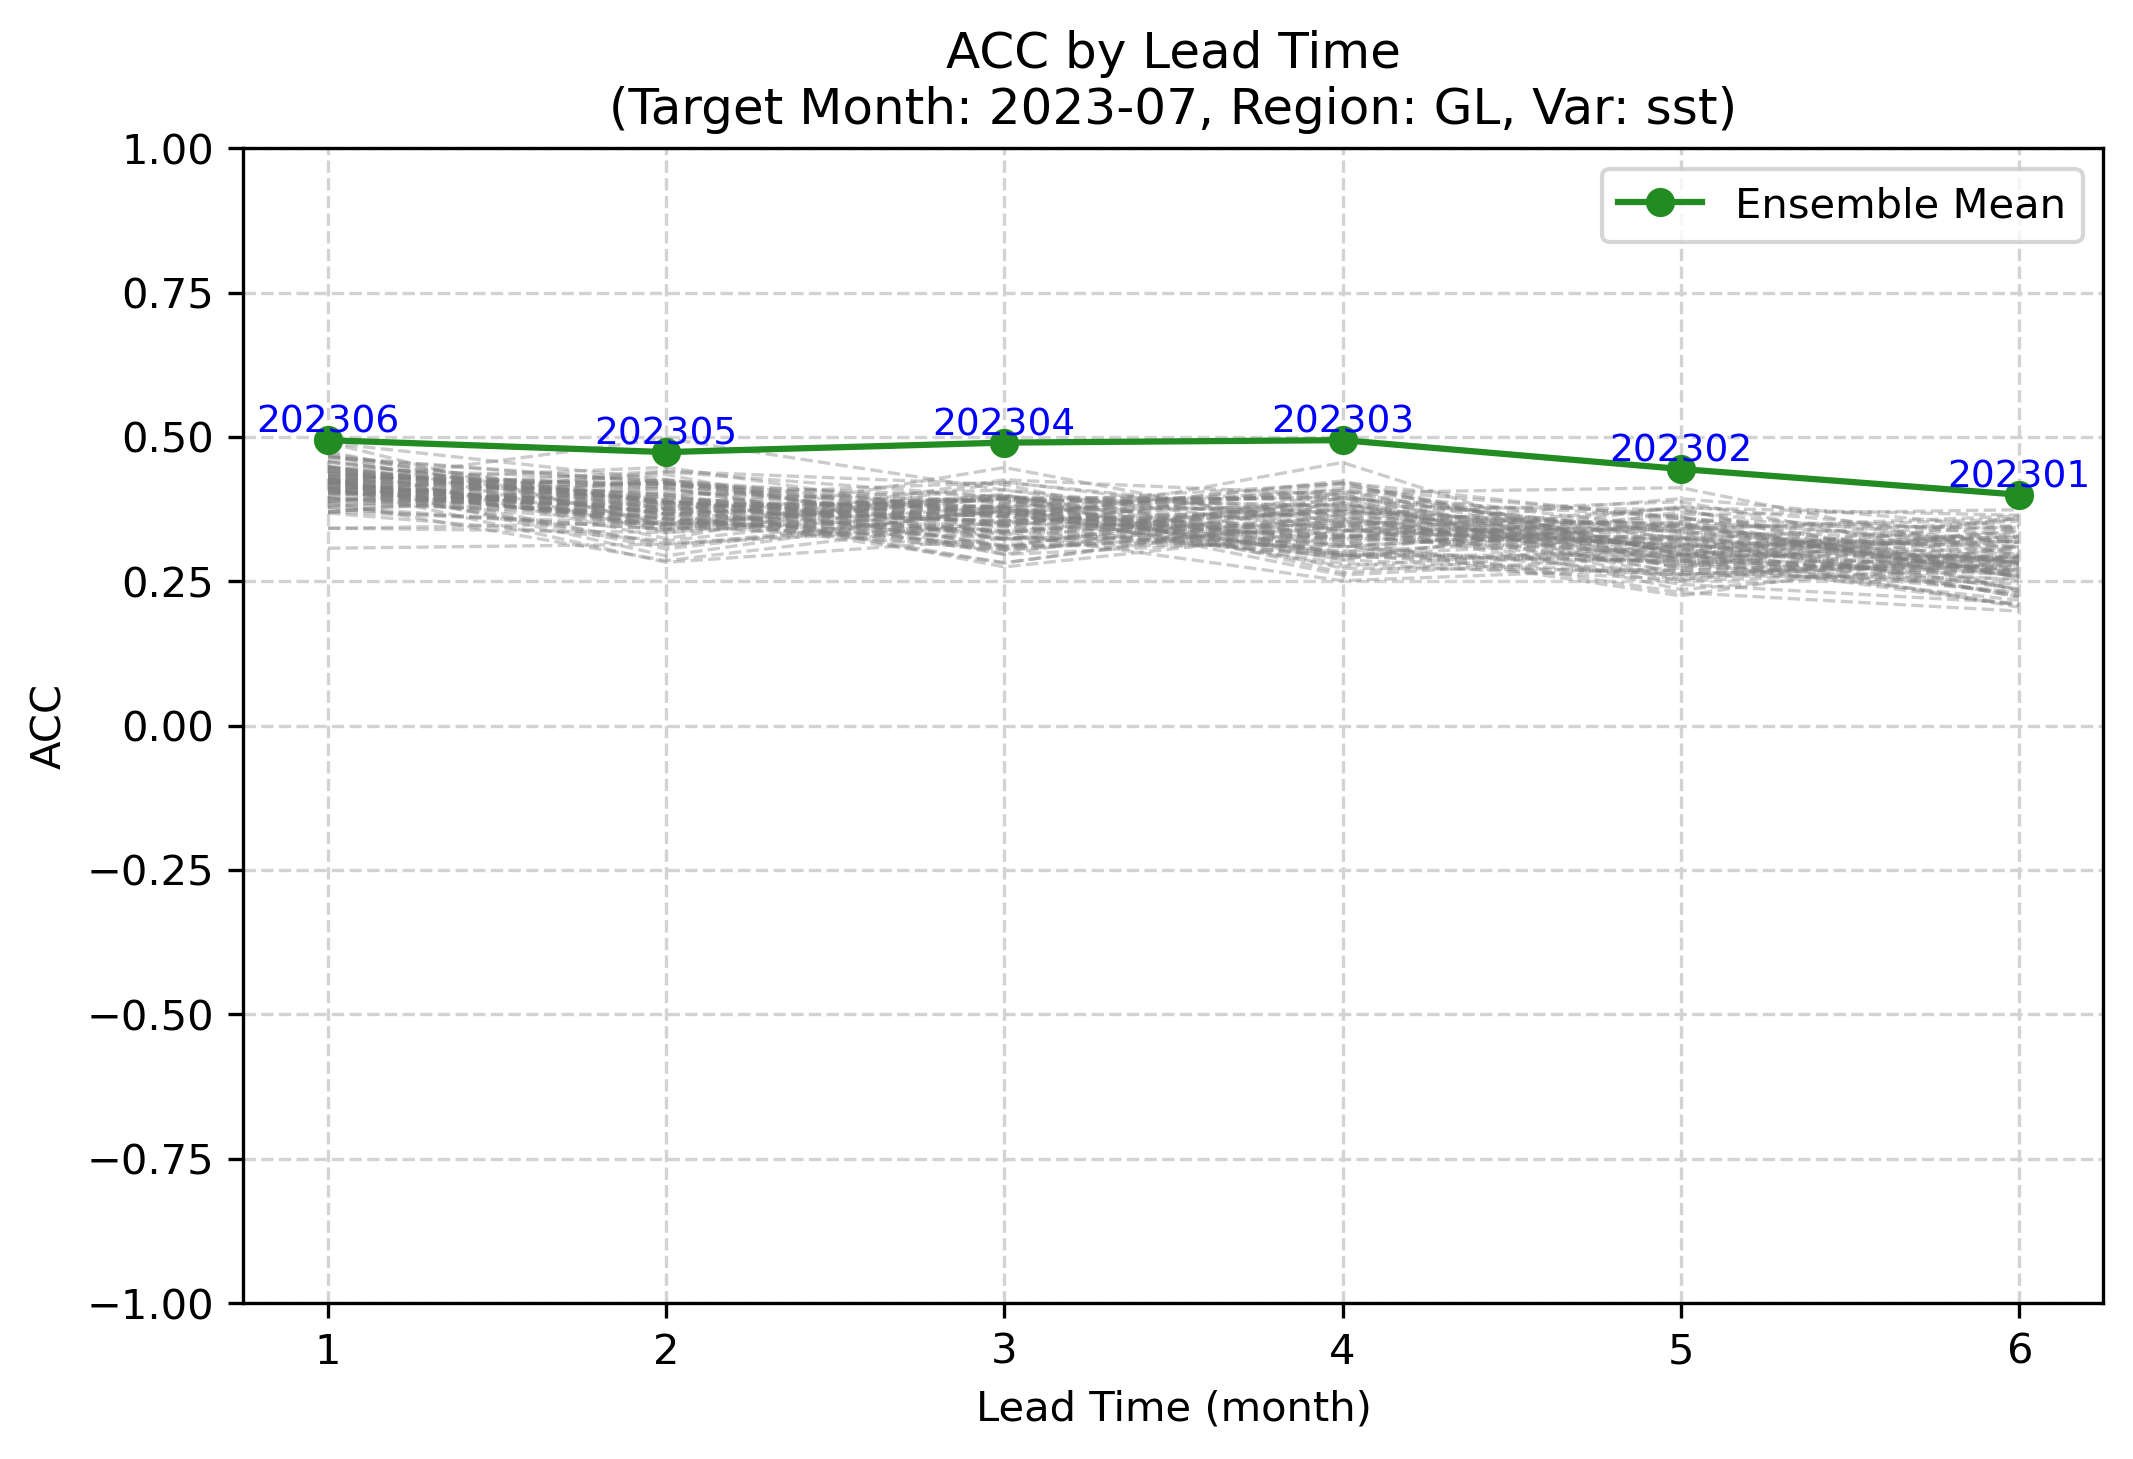 ACC by Lead Time
(Target Month: 2023-07, Region: GL, Var: sst)
1.00
Ensemble Mean
0.75
202306
202305
202304
202303
202302
202301
0.50
0.25
0.00
−0.25
−0.50
−0.75
−1.00
ACC
1 2 3 4 5 6
Lead Time (month)